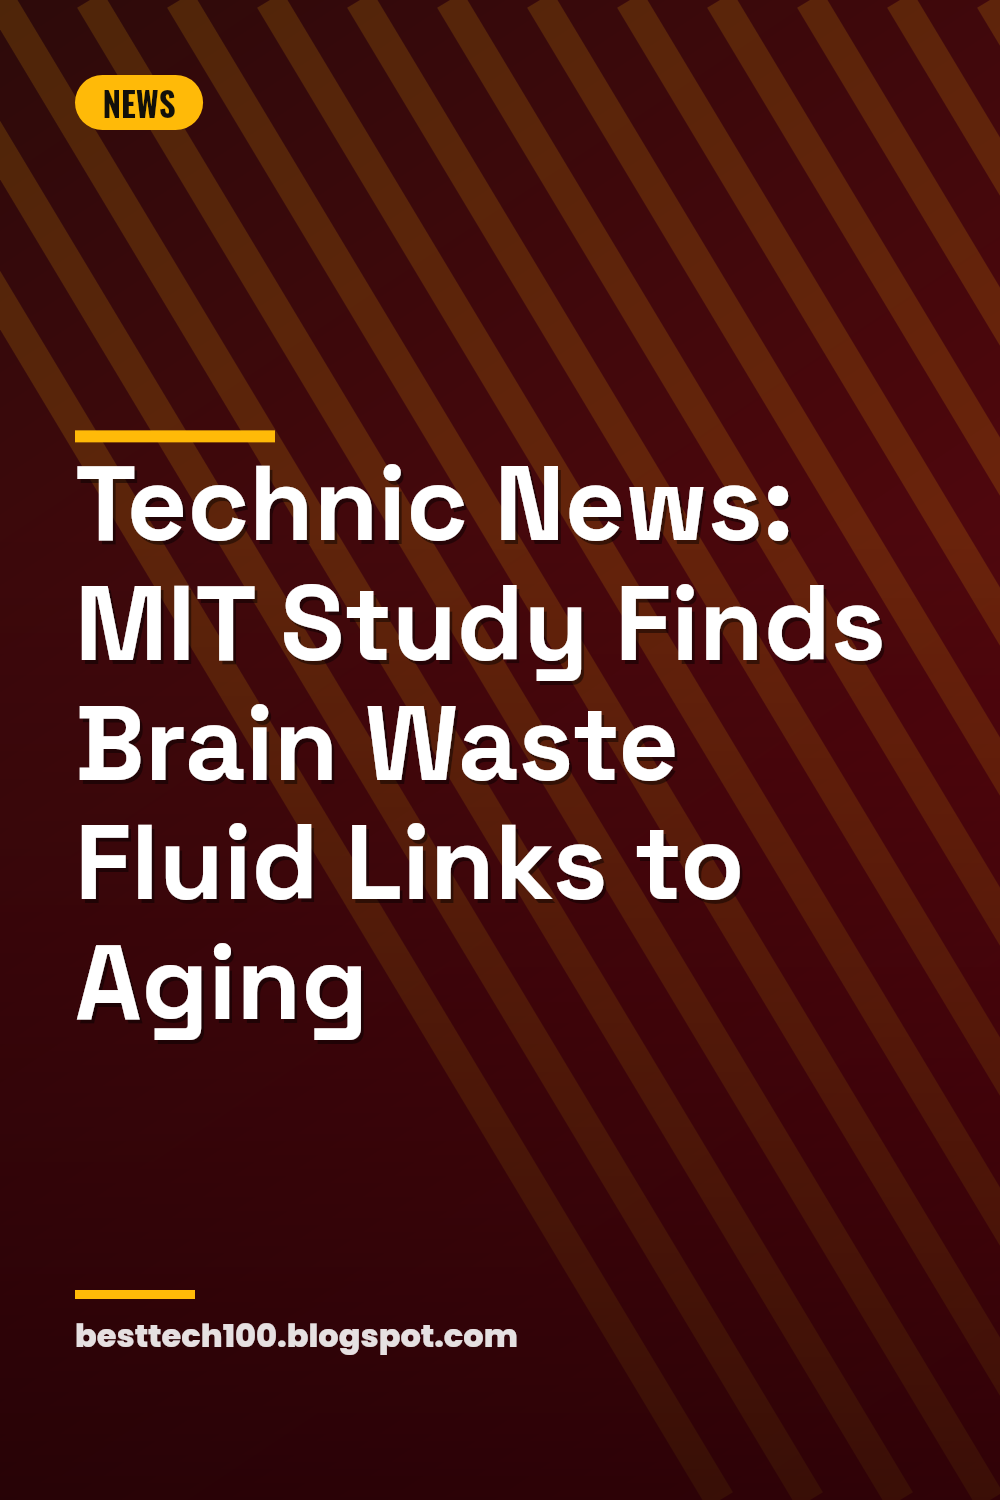 NEWS
Technic News:
MIT Study Finds
Brain Waste
Fluid Links to
Aging
besttech100.blogspot.com